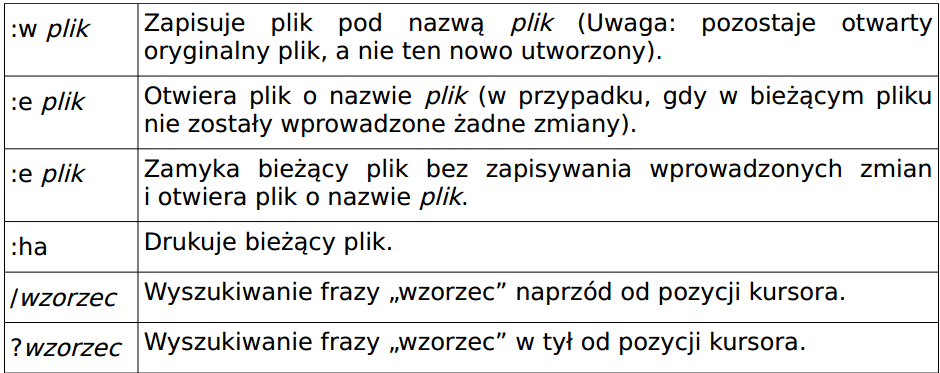 :w plik Zapisuje plik pod nazwą plik (Uwaga: pozostaje otwarty
oryginalny plik, a nie ten nowo utworzony).
:e plik Otwiera plik o nazwie plik (w przypadku, gdy w bieżącym pliku
nie zostały wprowadzone żadne zmiany).
:e plik Zamyka bieżący plik bez zapisywania wprowadzonych zmian
i otwiera plik o nazwie plik.
:ha Drukuje bieżący plik.
/wzorzec Wyszukiwanie frazy „wzorzec” naprzód od pozycji kursora.
?wzorzec Wyszukiwanie frazy „wzorzec” w tył od pozycji kursora.